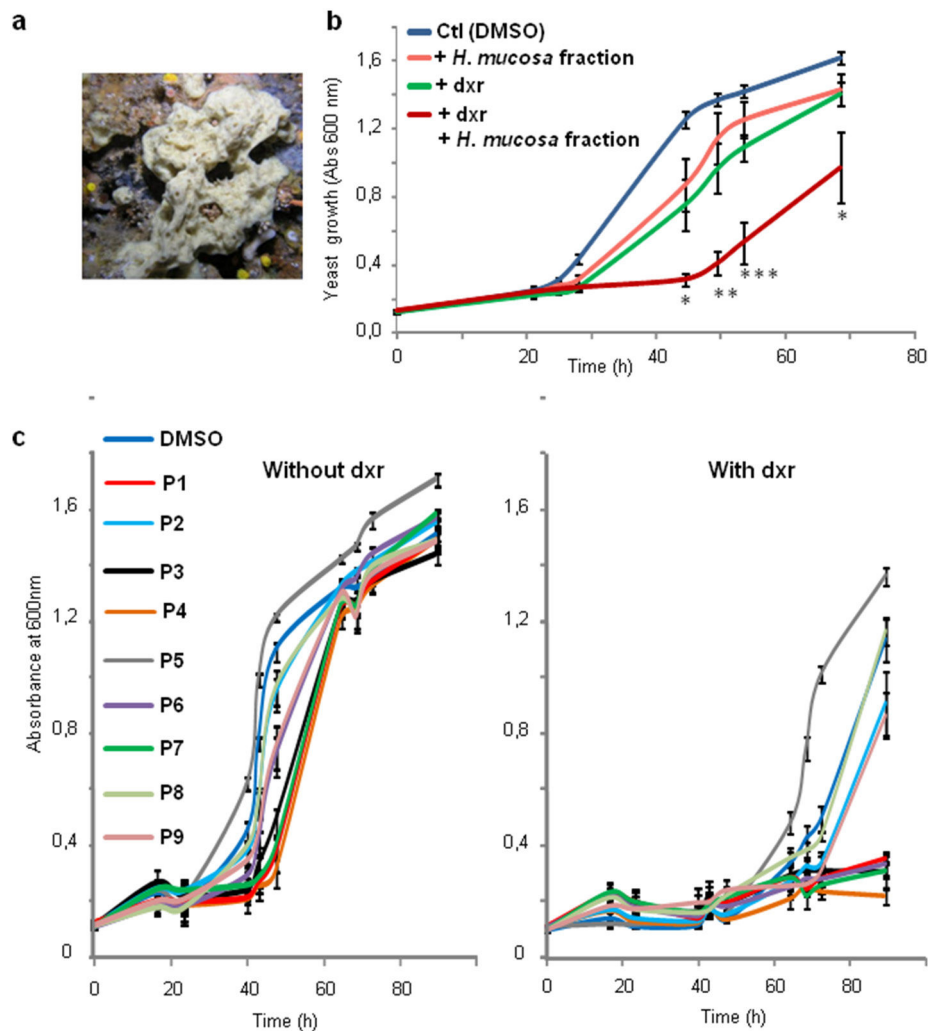 a
b
Ctl (DMSO)
+ H. mucosa fraction
+ dxr
+ dxr
+ H. mucosa fraction
Yeast growth (Abs 600 nm)
1,6
1,2
0,8
0,4
0,0
*
**
***
*
0
20
40
60
80
Time (h)
c
DMSO
P1
P2
P3
P4
P5
P6
P7
P8
P9
Without dxr
Absorbance at 600nm
1,6
1,2
0,8
0,4
0
0
20
40
60
80
Time (h)
With dxr
1,6
1,2
0,8
0,4
0
0
20
40
60
80
Time (h)